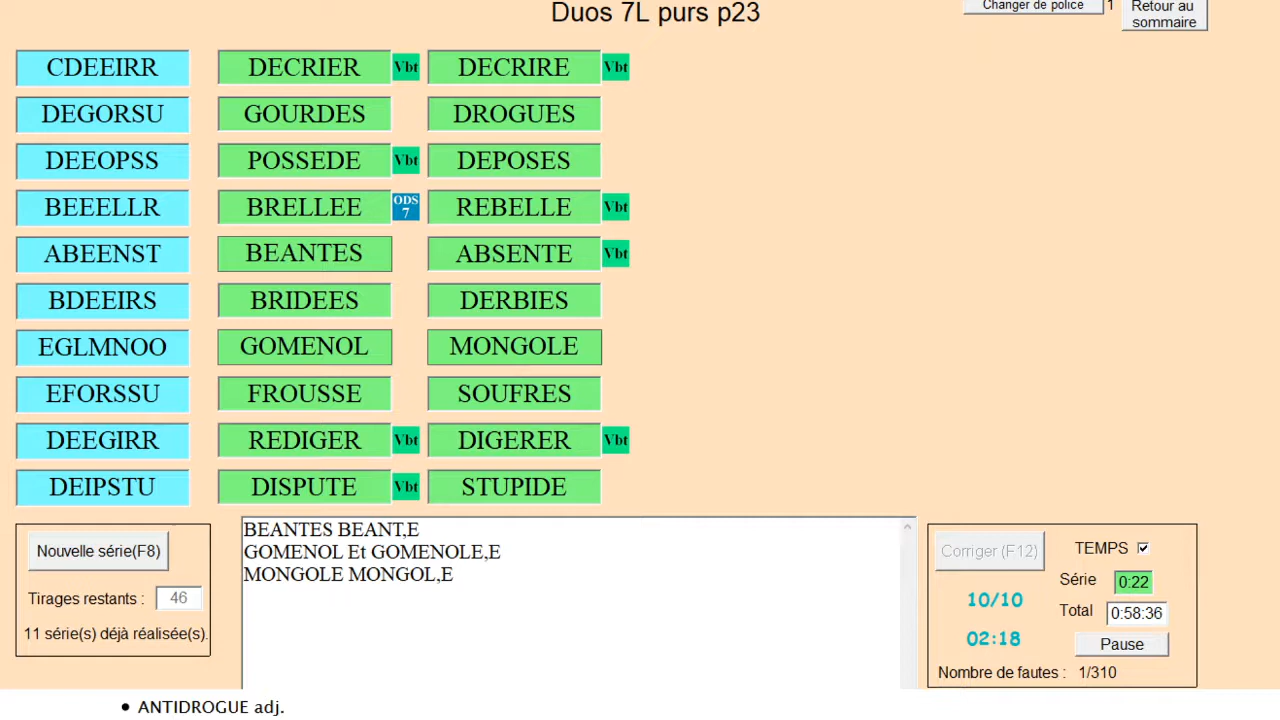 Duos 7L purs p23
Changer de police 1 Retour au sommaire
CDEEIRR DECRIER Vbt DECRIRE Vbt
DEGORSU GOURDES DROGUES
DEEOPSS POSSEDE Vbt DEPOSES
BEEELLR BRELLEE ODS 7 REBELLE Vbt
ABEENST BEANTES ABSENTE Vbt
BDEEIRS BRIDEES DERBIES
EGLMNOO GOMENOL MONGOLE
EFORSSU FROUSSE SOUFRES
DEEGIRR REDIGER Vbt DIGERER Vbt
DEIPSTU DISPUTE Vbt STUPIDE
Nouvelle série(F8)
Tirages restants : 46
11 série(s) déjà réalisée(s).
BEANTES BEANT,E
GOMENOL Et GOMENOLE,E
MONGOLE MONGOL,E
Corriger (F12)
TEMPS
Série 0:22
10/10
Total 0:58:36
02:18
Pause
Nombre de fautes : 1/310
• ANTIDROGUE adj.